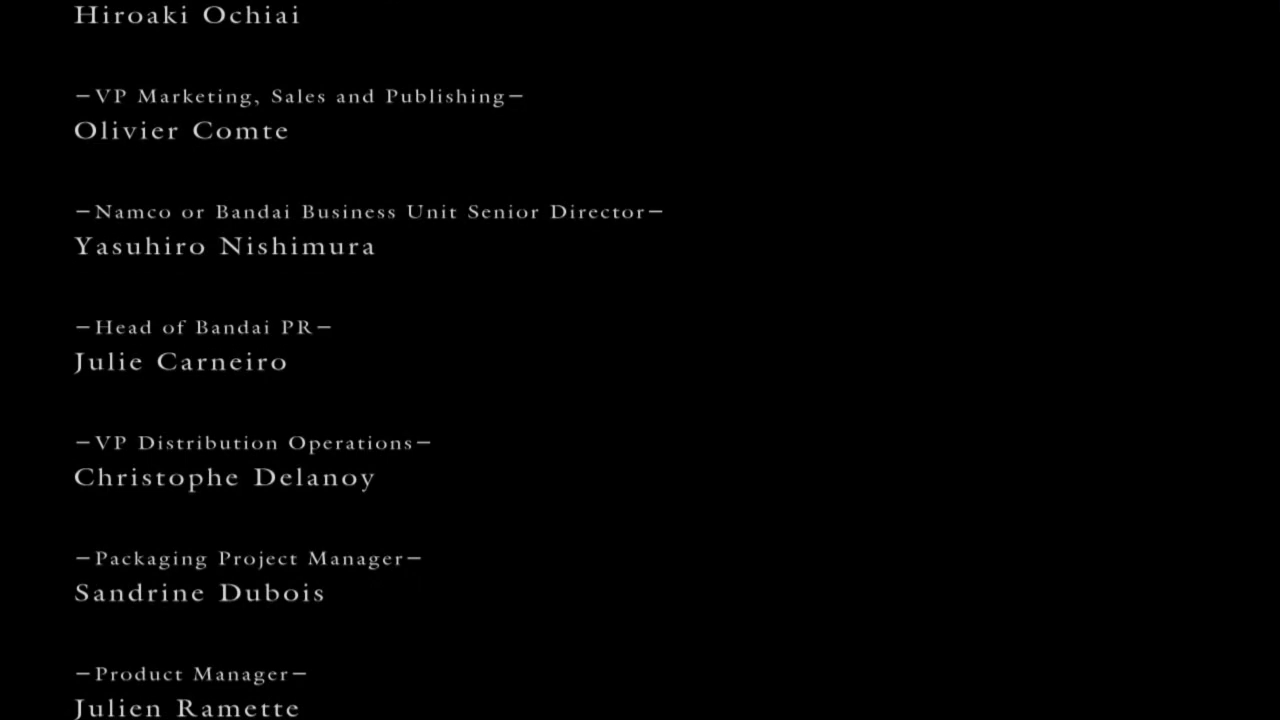 Hiroaki Ochiai
—VP Marketing, Sales and Publishing—
Olivier Comte
—Namco or Bandai Business Unit Senior Director—
Yasuhiro Nishimura
—Head of Bandai PR—
Julie Carneiro
—VP Distribution Operations—
Christophe Delanoy
—Packaging Project Manager—
Sandrine Dubois
—Product Manager—
Julien Ramette